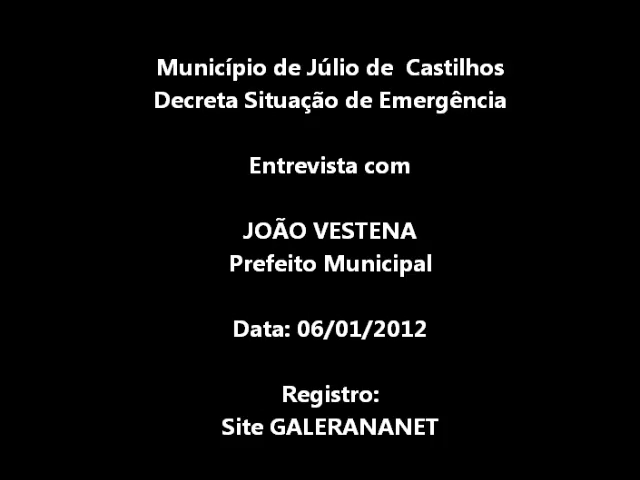 Município de Júlio de  Castilhos
Decreta Situação de Emergência
Entrevista com
JOÃO VESTENA
Prefeito Municipal
Data: 06/01/2012
Registro:
Site GALERANANET